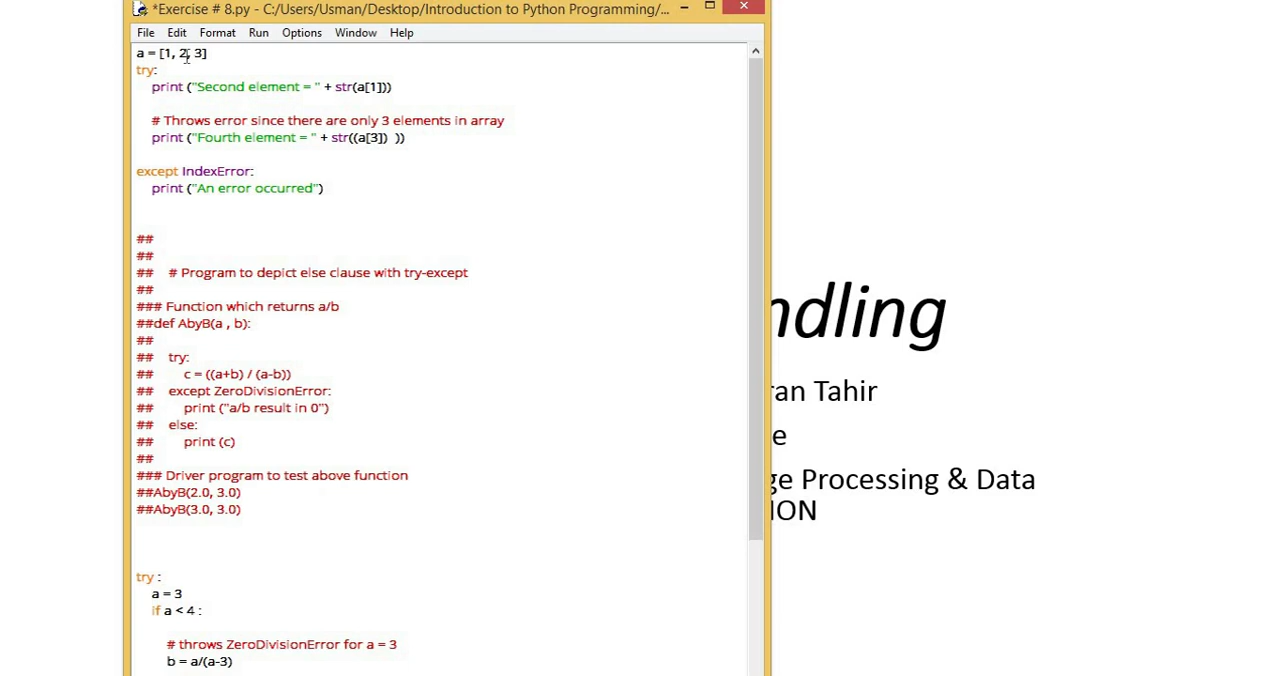 *Exercise # 8.py - C:/Users/Usman/Desktop/Introduction to Python Programming/...
File Edit Format Run Options Window Help
a = [1, 2, 3]
try:
print ("Second element = " + str(a[1]))
# Throws error since there are only 3 elements in array
print ("Fourth element = " + str((a[3])  ))
except IndexError:
print ("An error occurred")
##
##
##   # Program to depict else clause with try-except
##
### Function which returns a/b
##def AbyB(a , b):
##
##   try:
##      c = ((a+b) / (a-b))
##   except ZeroDivisionError:
##      print ("a/b result in 0")
##   else:
##      print (c)
##
### Driver program to test above function
##AbyB(2.0, 3.0)
##AbyB(3.0, 3.0)
try :
a = 3
if a < 4 :
# throws ZeroDivisionError for a = 3
b = a/(a-3)
ndling
ran Tahir
e
ge Processing & Data
ION